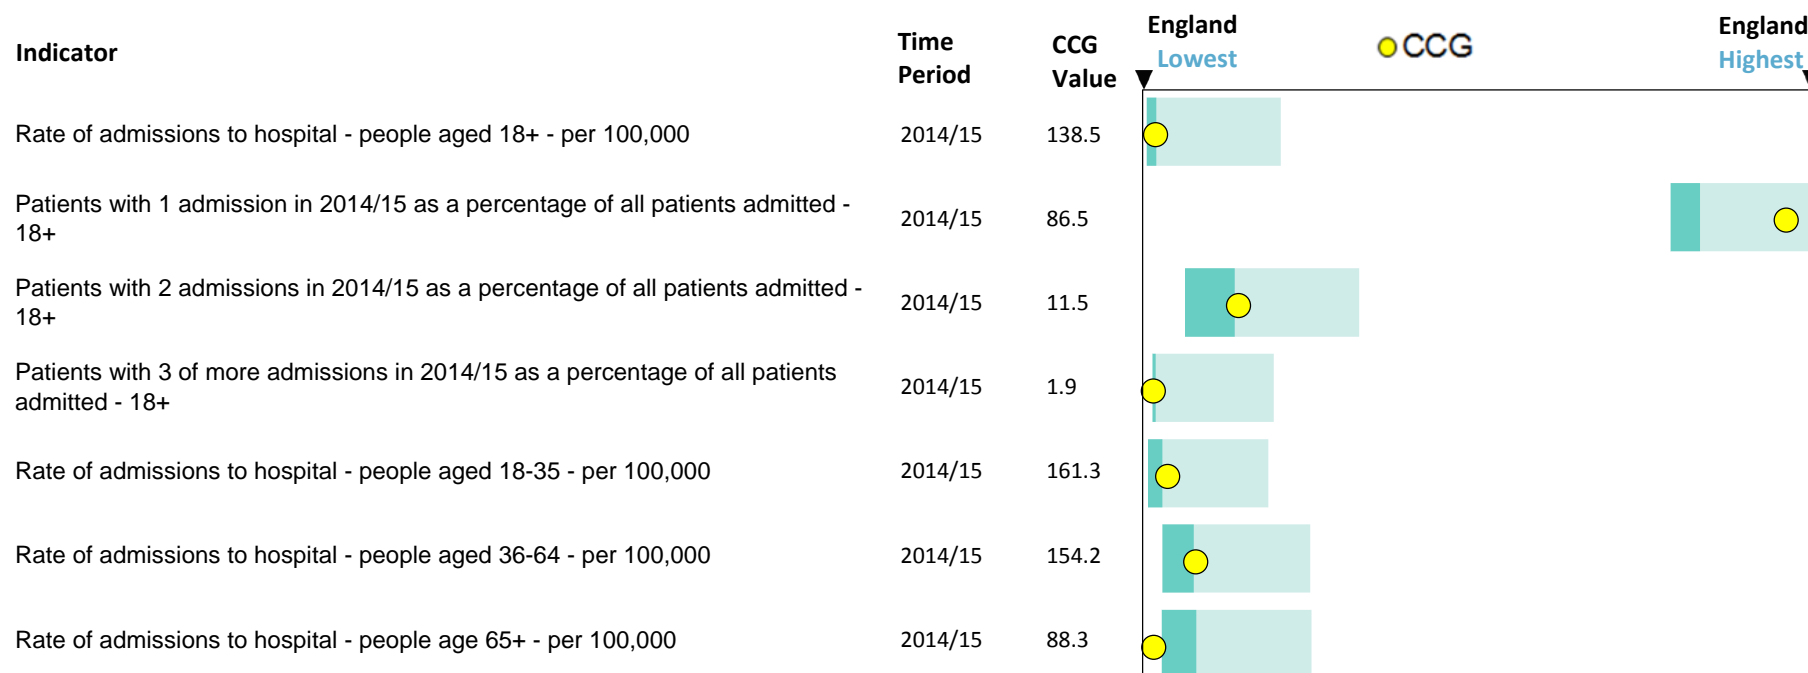 Indicator
Time
Period
CCG
Value
England
Lowest
CCG
England
Highest
Rate of admissions to hospital - people aged 18+ - per 100,000 2014/15 138.5
Patients with 1 admission in 2014/15 as a percentage of all patients admitted -
18+
2014/15 86.5
Patients with 2 admissions in 2014/15 as a percentage of all patients admitted -
18+
2014/15 11.5
Patients with 3 of more admissions in 2014/15 as a percentage of all patients
admitted - 18+
2014/15 1.9
Rate of admissions to hospital - people aged 18-35 - per 100,000 2014/15 161.3
Rate of admissions to hospital - people aged 36-64 - per 100,000 2014/15 154.2
Rate of admissions to hospital - people age 65+ - per 100,000 2014/15 88.3